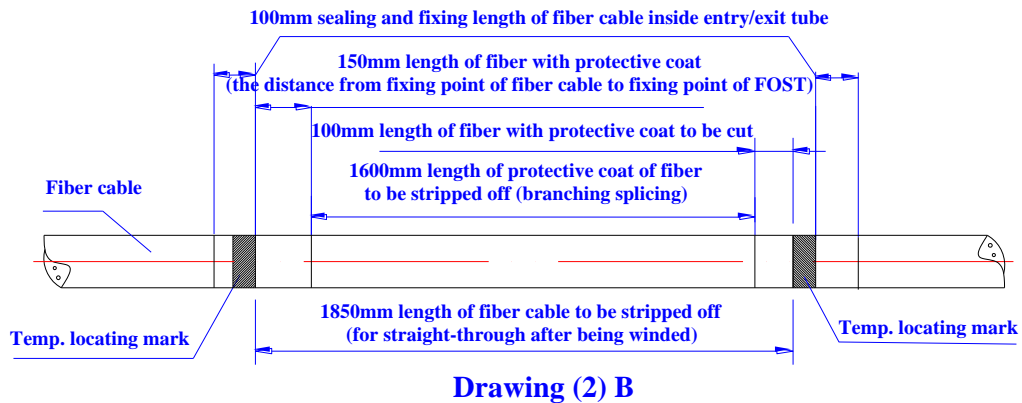 100mm sealing and fixing length of fiber cable inside entry/exit tube
150mm length of fiber with protective coat
(the distance from fixing point of fiber cable to fixing point of FOST)
100mm length of fiber with protective coat to be cut
1600mm length of protective coat of fiber
to be stripped off (branching splicing)
Fiber cable
1850mm length of fiber cable to be stripped off
(for straight-through after being winded)
Temp. locating mark
Temp. locating mark
Drawing (2) B